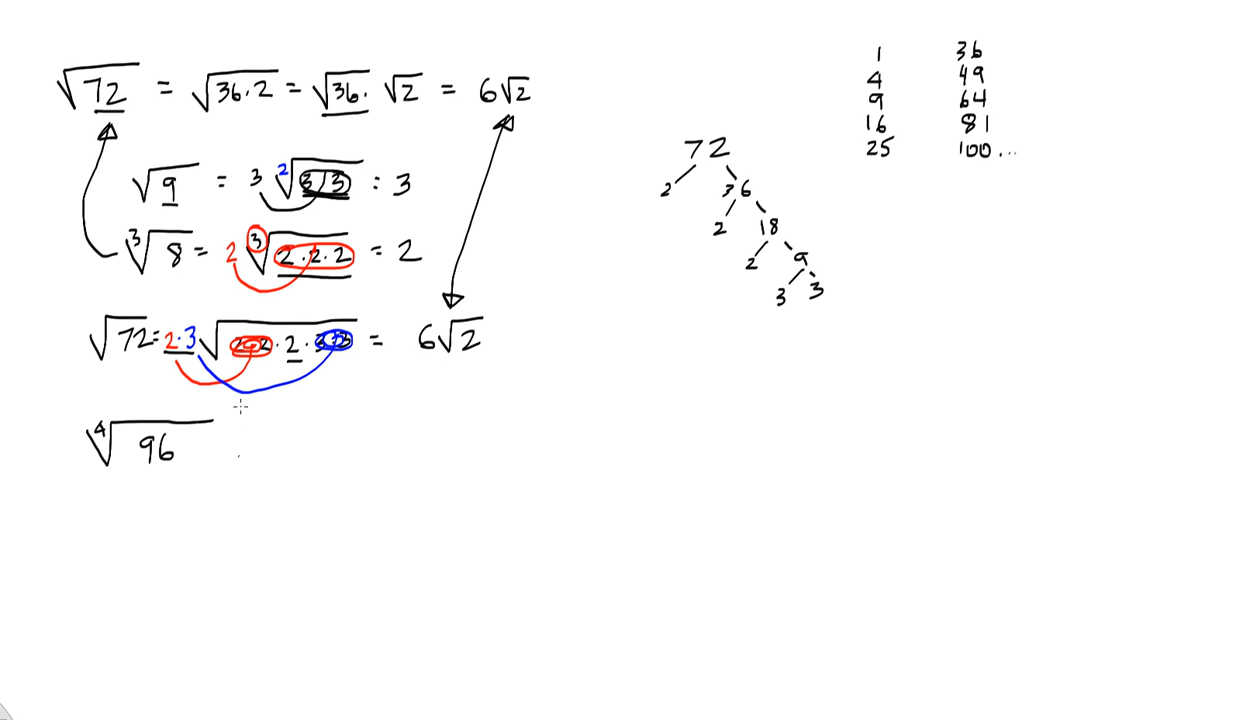 √72 = √36·2 = √36 · √2 = 6√2
√9 = 3 ²√3·3 = 3
³√8 = 2 ³√2·2·2 = 2
√72 = 2·3 √2·2·2·3·3 = 6√2
⁴√96
72
2 36
2 18
2 9
3 3
1 36
4 49
9 64
16 81
25 100...